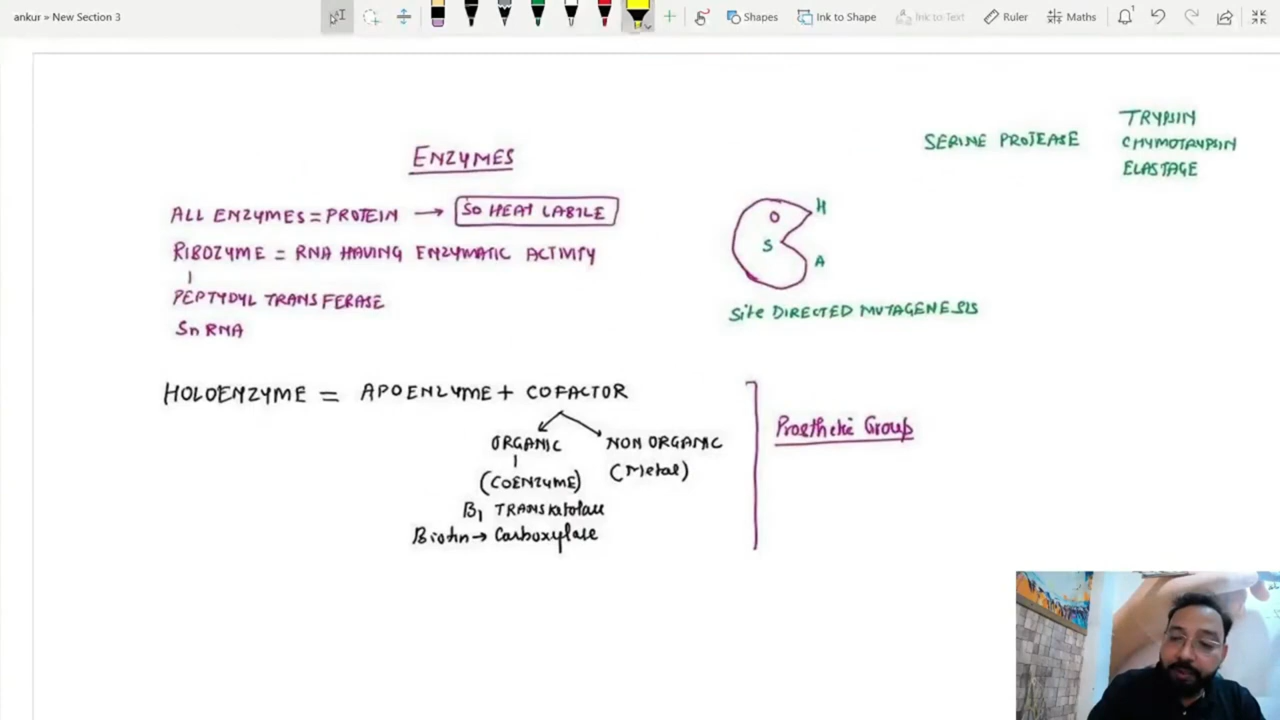 ankur » New Section 3
Shapes
Ink to Shape
Ink to Text
Ruler
Maths
ENZYMES
ALL ENZYMES = PROTEIN → SO HEAT LABILE
RIBOZYME = RNA HAVING ENZYMATIC ACTIVITY
PEPTYDYL TRANSFERASE
Sn RNA
SERINE PROTEASE
TRYPSIN
CHYMOTRYPSIN
ELASTAGE
O
H
S
A
Site DIRECTED MUTAGENESIS
HOLOENZYME = APOENZYME + COFACTOR
ORGANIC
NON ORGANIC
(COENZYME)
(Metal)
B1 TRANSKetolase
Biotin → Carboxylase
Prosthetic Group